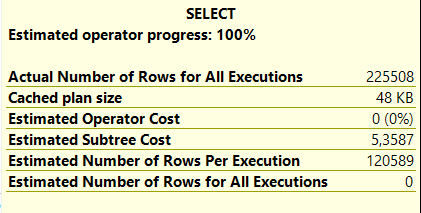 SELECT
Estimated operator progress: 100%
Actual Number of Rows for All Executions 225508
Cached plan size 48 KB
Estimated Operator Cost 0 (0%)
Estimated Subtree Cost 5,3587
Estimated Number of Rows Per Execution 120589
Estimated Number of Rows for All Executions 0